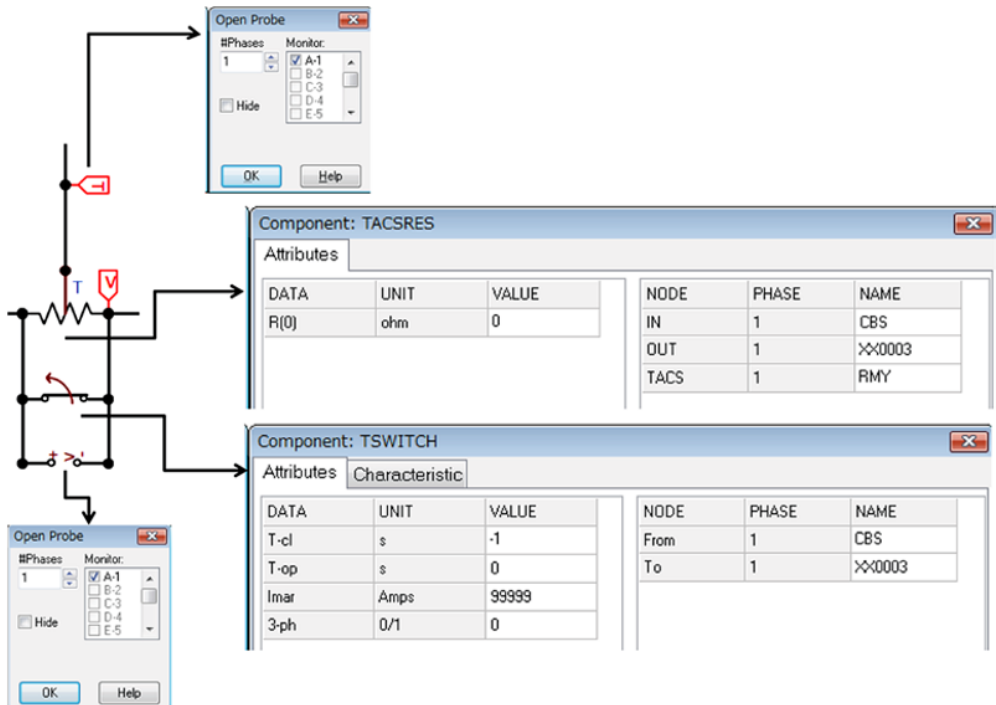 Open Probe
#Phases Monitor:
1 A-1
B-2
C-3
Hide D-4
E-5
OK Help
T
T
V
Component: TACSRES
Attributes
DATA UNIT VALUE
R(0) ohm 0
NODE PHASE NAME
IN 1 CBS
OUT 1 XX0003
TACS 1 RMY
+ > -
Component: TSWITCH
Attributes Characteristic
DATA UNIT VALUE
T-cl s -1
T-op s 0
Imar Amps 99999
3-ph 0/1 0
NODE PHASE NAME
From 1 CBS
To 1 XX0003
Open Probe
#Phases Monitor:
1 A-1
B-2
C-3
Hide D-4
E-5
OK Help